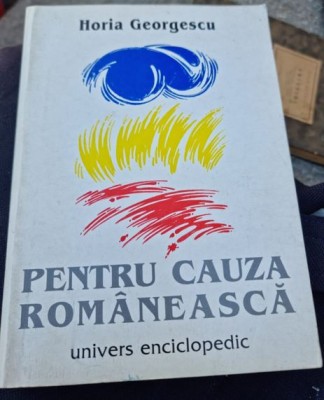 Horia Georgescu
PENTRU CAUZA
ROMÂNEASCĂ
univers enciclopedic